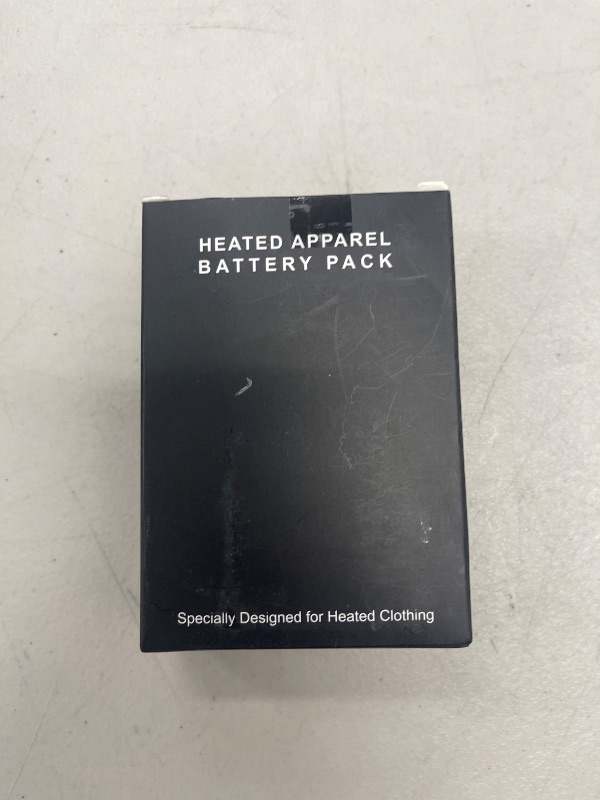 HEATED APPAREL
BATTERY PACK
Specially Designed for Heated Clothing